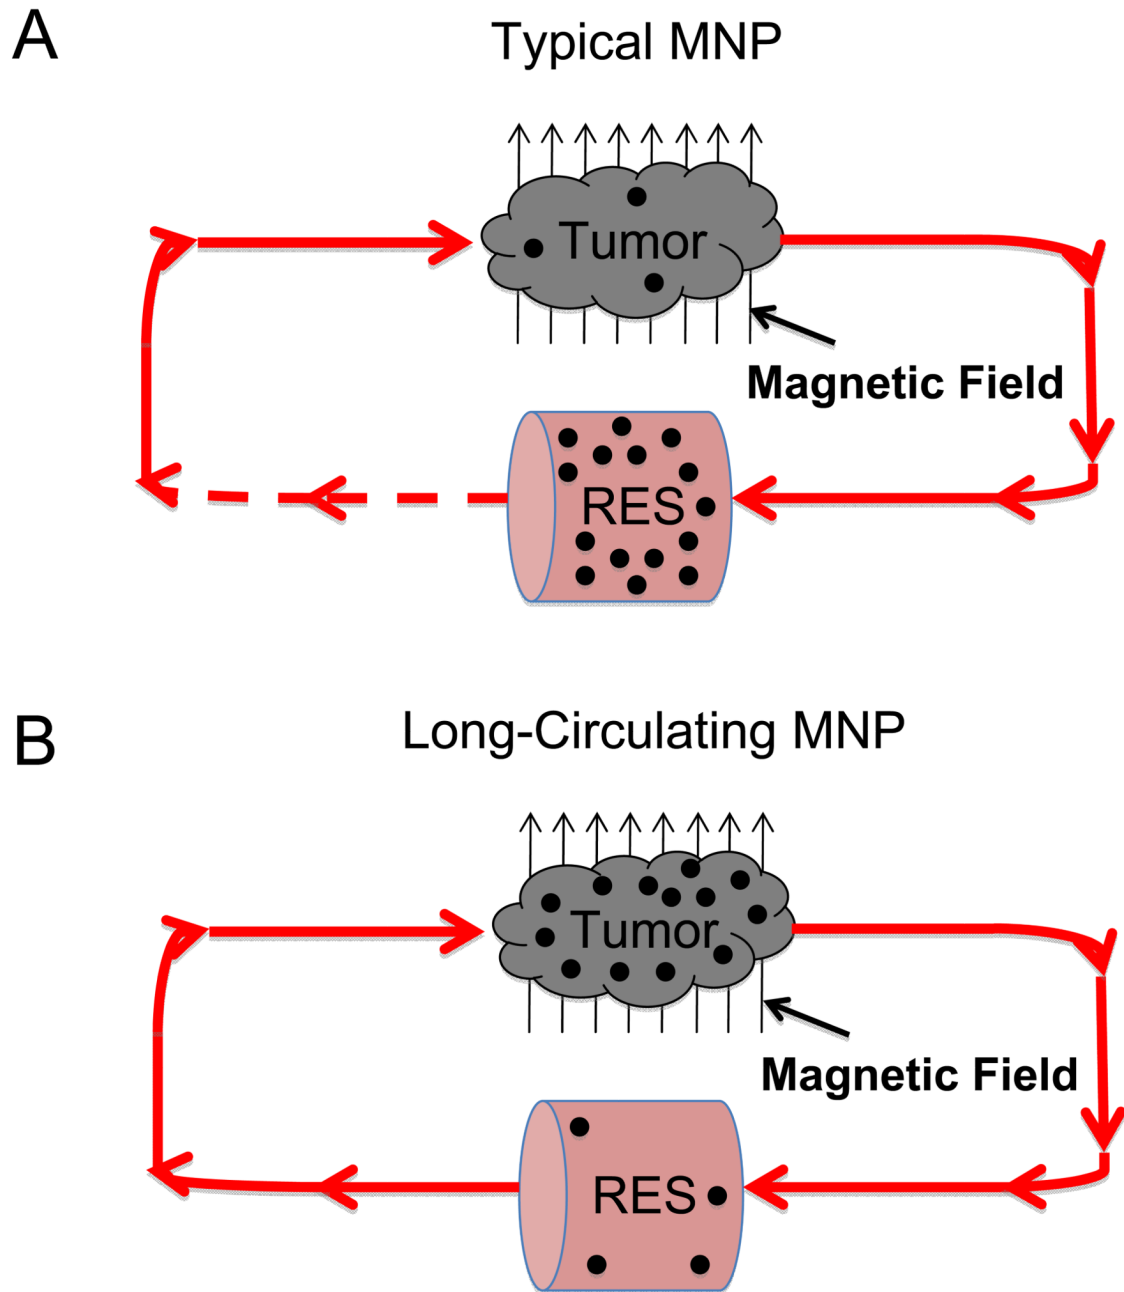 A
Typical MNP
Tumor
Magnetic Field
RES
B
Long-Circulating MNP
Tumor
Magnetic Field
RES